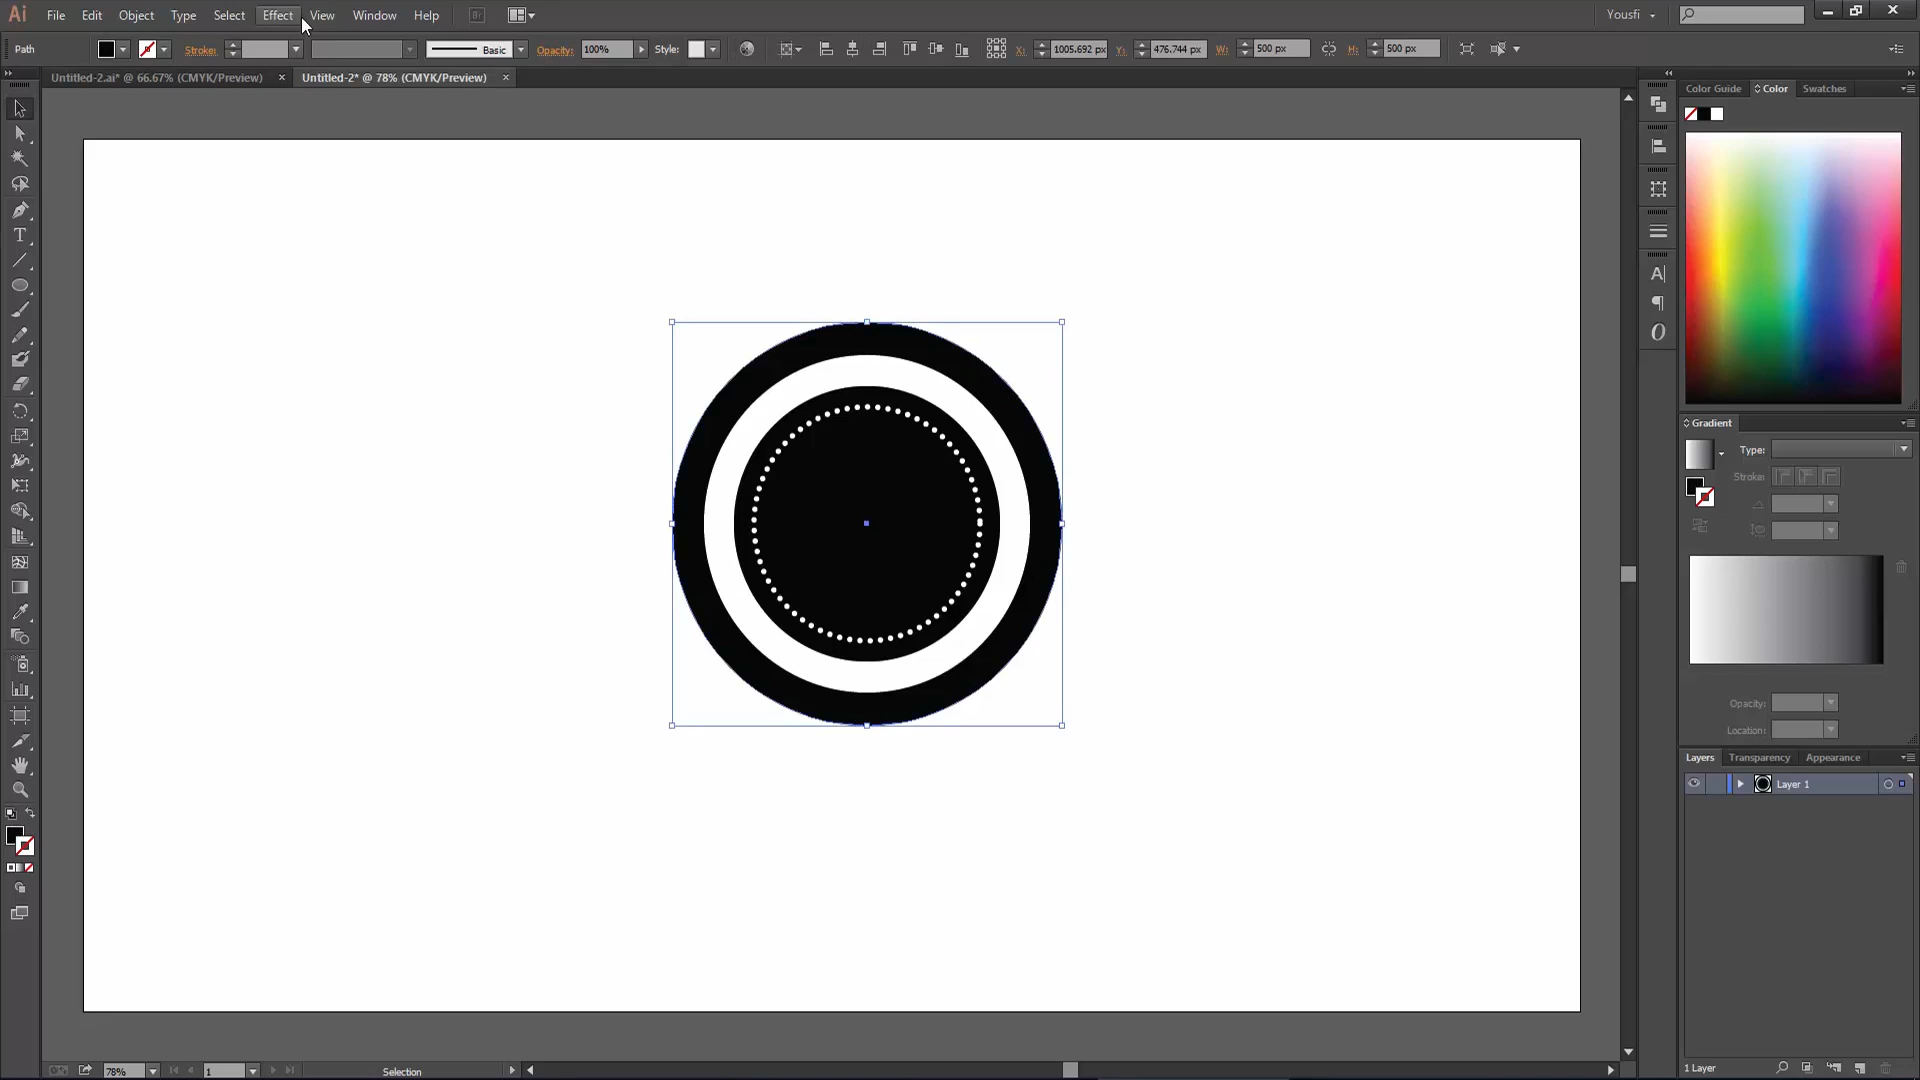 Ai File Edit Object Type Select Effect View Window Help Br Yousfi
Path Stroke: Basic Opacity: 100% Style: X: 1005.692 px Y: 476.744 px W: 500 px H: 500 px
Untitled-2.ai* @ 66.67% (CMYK/Preview) × Untitled-2* @ 78% (CMYK/Preview) ×
Color Guide Color Swatches
Gradient
Type:
Stroke:
Opacity:
Location:
Layers Transparency Appearance
Layer 1
1 Layer
78% 1 Selection